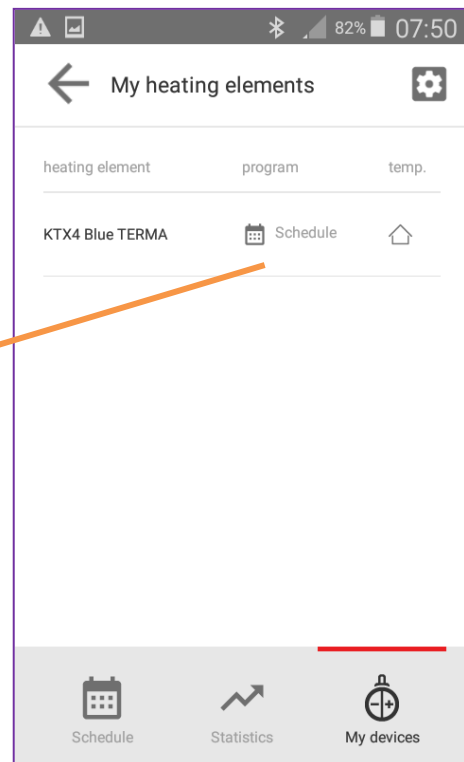 82% 07:50
My heating elements
heating element program temp.
KTX4 Blue TERMA Schedule
Schedule Statistics My devices